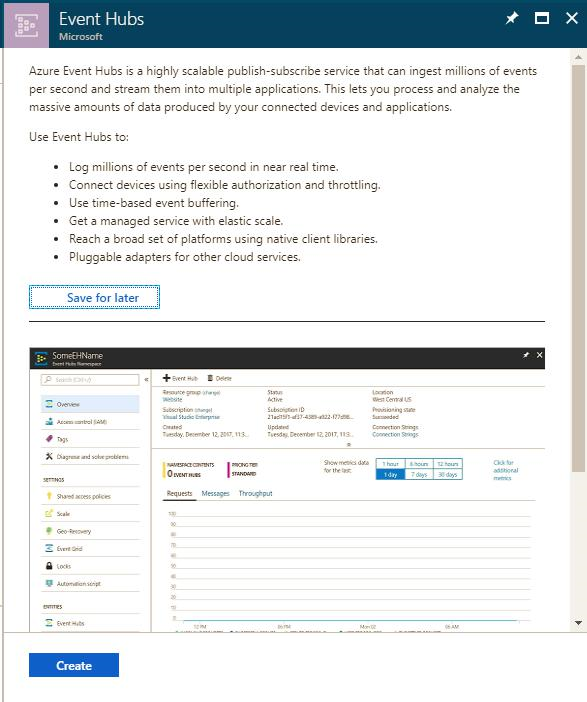 Event Hubs
Microsoft
Azure Event Hubs is a highly scalable publish-subscribe service that can ingest millions of events
per second and stream them into multiple applications. This lets you process and analyze the
massive amounts of data produced by your connected devices and applications.
Use Event Hubs to:
• Log millions of events per second in near real time.
• Connect devices using flexible authorization and throttling.
• Use time-based event buffering.
• Get a managed service with elastic scale.
• Reach a broad set of platforms using native client libraries.
• Pluggable adapters for other cloud services.
Save for later
SomeEHName
Event Hubs Namespace
Search (Ctrl+/)
Overview
Access control (IAM)
Tags
Diagnose and solve problems
SETTINGS
Shared access policies
Scale
Geo-Recovery
Event Grid
Locks
Automation script
ENTITIES
Event Hubs
Event Hub Delete
Resource group (change) Status Location
Website Active West Central US
Subscription (change) Subscription ID Provisioning state
Visual Studio Enterprise Succeeded
Created Updated Connection Strings
Tuesday, December 12, 2017, 11:3... Tuesday, December 12, 2017, 11:3... Connection Strings
NAMESPACE CONTENTS PRICING TIER
0 EVENT HUBS STANDARD
Show metrics data
for the last:
1 hour 6 hours 12 hours
1 day 7 days 30 days
Click for
additional
metrics
Requests Messages Throughput
100
90
80
70
60
50
40
30
20
10
0
12 PM 06 PM Mon 02 06 AM
Create